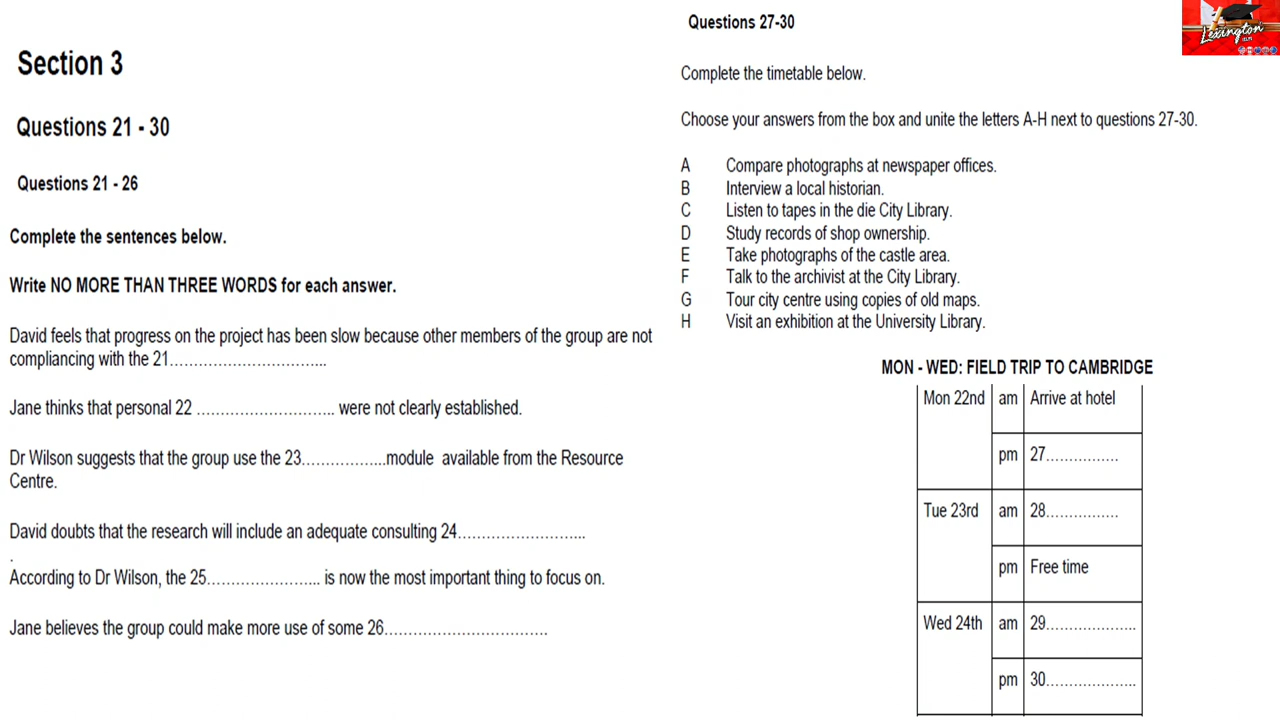 Section 3
Questions 21 - 30
Questions 21 - 26
Complete the sentences below.
Write NO MORE THAN THREE WORDS for each answer.
David feels that progress on the project has been slow because other members of the group are not
compliancing with the 21…………………………...
Jane thinks that personal 22 ……………………….. were not clearly established.
Dr Wilson suggests that the group use the 23……………...module available from the Resource
Centre.
David doubts that the research will include an adequate consulting 24……………………...
.
According to Dr Wilson, the 25………………….. is now the most important thing to focus on.
Jane believes the group could make more use of some 26…………………………….
Questions 27-30
Complete the timetable below.
Choose your answers from the box and unite the letters A-H next to questions 27-30.
A Compare photographs at newspaper offices.
B Interview a local historian.
C Listen to tapes in the die City Library.
D Study records of shop ownership.
E Take photographs of the castle area.
F Talk to the archivist at the City Library.
G Tour city centre using copies of old maps.
H Visit an exhibition at the University Library.
MON - WED: FIELD TRIP TO CAMBRIDGE
Mon 22nd am Arrive at hotel
pm 27……………
Tue 23rd am 28……………
pm Free time
Wed 24th am 29………………..
pm 30………………..
Lexington
IELTS